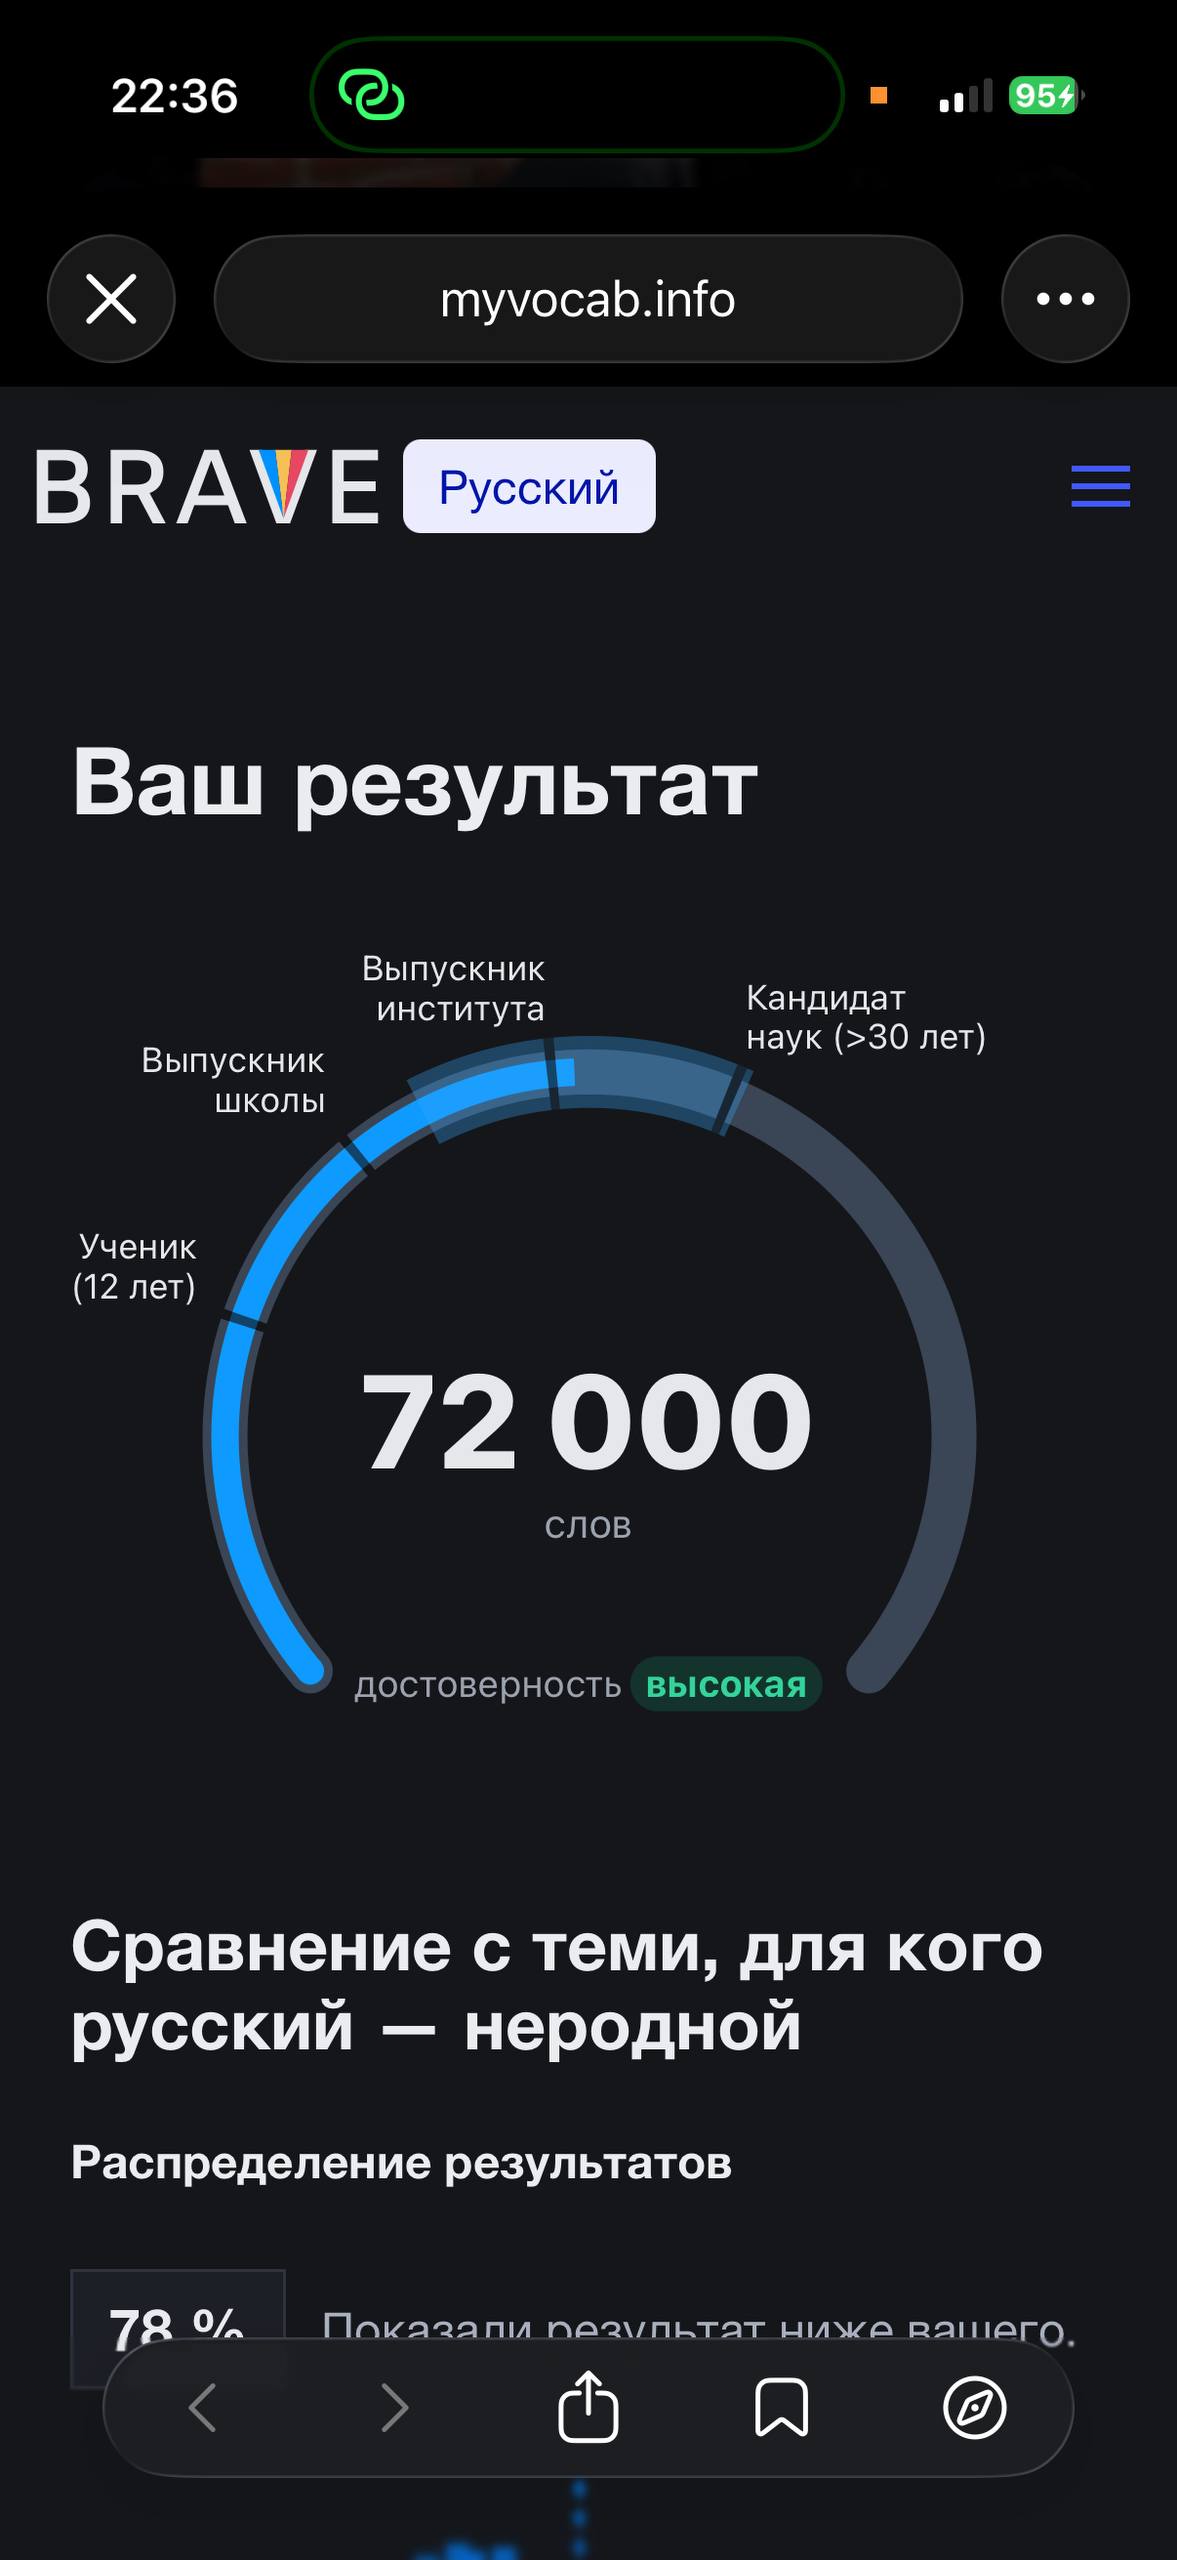 22:36
95
myvocab.info
BRAVE Русский
Ваш результат
Выпускник
института
Кандидат
наук (>30 лет)
Выпускник
школы
Ученик
(12 лет)
72 000
слов
достоверность высокая
Сравнение с теми, для кого
русский — неродной
Распределение результатов
78 % Показали результат ниже вашего.